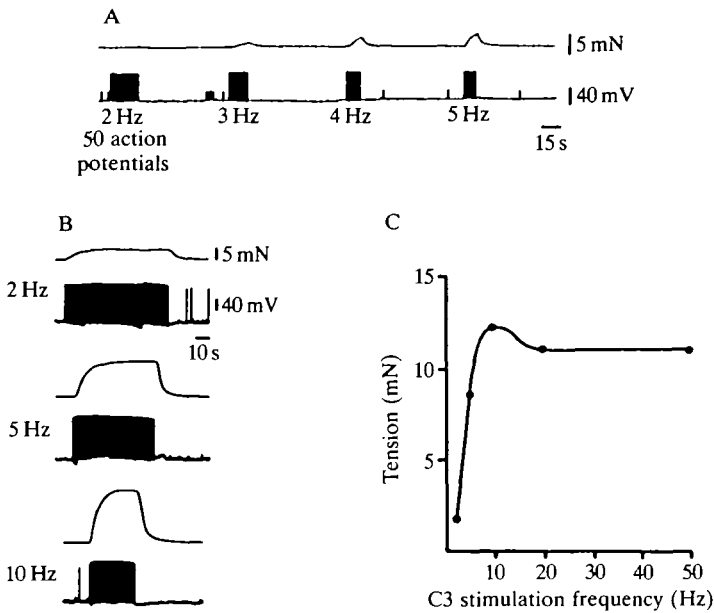 A
5 mN
40 mV
2 Hz 3 Hz 4 Hz 5 Hz
50 action
potentials
15 s
B
5 mN
2 Hz
40 mV
10 s
5 Hz
10 Hz
C
15
10
5
Tension (mN)
10 20 30 40 50
C3 stimulation frequency (Hz)